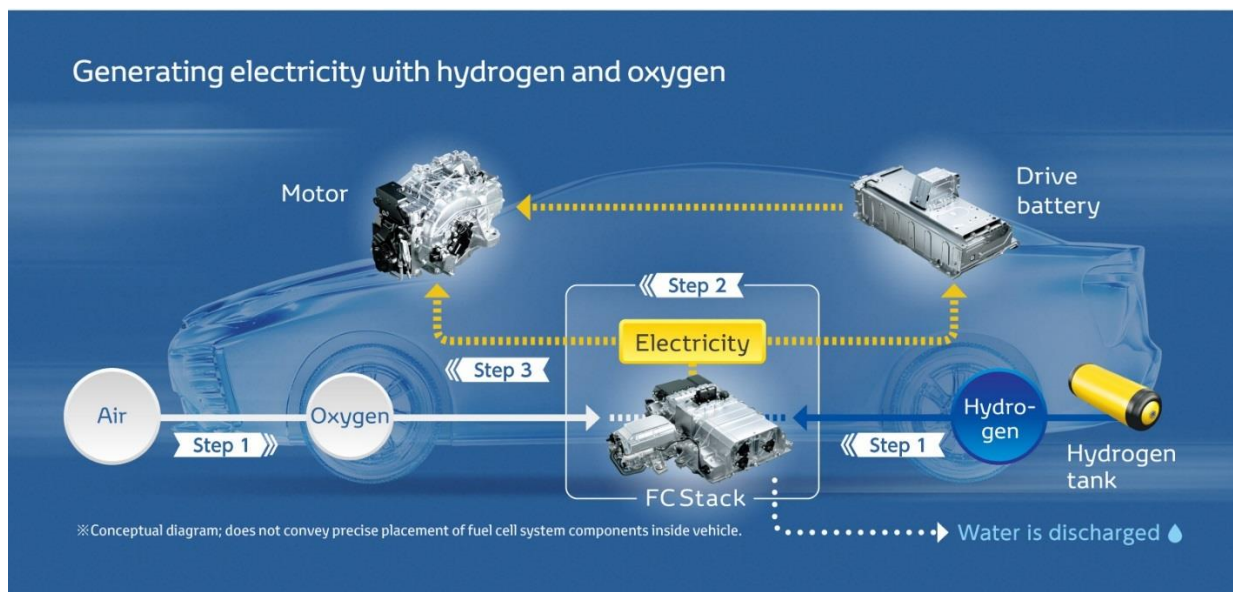 Generating electricity with hydrogen and oxygen
Motor
Drive
battery
Step 2
Electricity
Step 3
Air
Oxygen
Step 1
Step 1
Hydro-
gen
Hydrogen
tank
FC Stack
※Conceptual diagram; does not convey precise placement of fuel cell system components inside vehicle.
Water is discharged